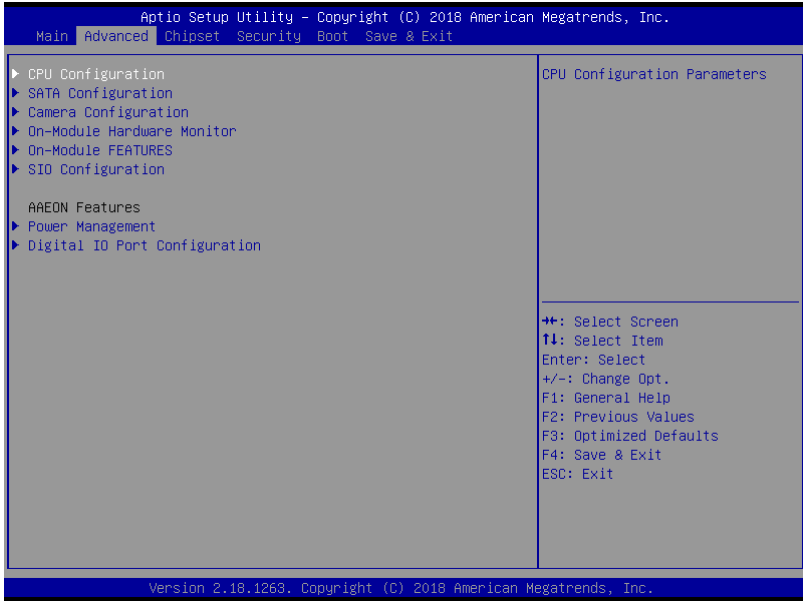 Aptio Setup Utility – Copyright (C) 2018 American Megatrends, Inc.
Main Advanced Chipset Security Boot Save & Exit
▶ CPU Configuration
▶ SATA Configuration
▶ Camera Configuration
▶ On-Module Hardware Monitor
▶ On-Module FEATURES
▶ SIO Configuration
AAEON Features
▶ Power Management
▶ Digital IO Port Configuration
CPU Configuration Parameters
→←: Select Screen
↑↓: Select Item
Enter: Select
+/-: Change Opt.
F1: General Help
F2: Previous Values
F3: Optimized Defaults
F4: Save & Exit
ESC: Exit
Version 2.18.1263. Copyright (C) 2018 American Megatrends, Inc.